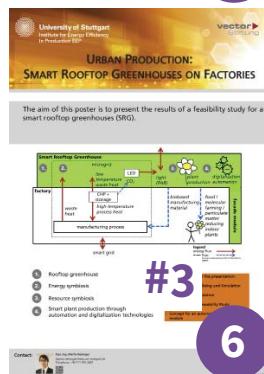 University of Stuttgart
Institute for Energy Efficiency
in Production EEP
vector
Stiftung
URBAN PRODUCTION:
SMART ROOFTOP GREENHOUSES ON FACTORIES
The aim of this poster is to present the results of a feasibility study for a
smart rooftop greenhouses (SRG).
Smart Rooftop Greenhouse
microgrid
low
temperature
waste heat
LED
CO₂
light
(PAR)
plant
production
digitalization
automation
factory
CHP +
storage
waste
heat
high-temperature
process heat
manufacturing process
biobased
manufacturing
material
food /
molecular
farming /
particulate
matter
reducing
indoor
plants
facade module
smart grid
Legend
1 Rooftop greenhouse
2 Energy symbiosis
3 Resource symbiosis
4 Smart plant production through
automation and digitalization technologies
#3
6
Contact: